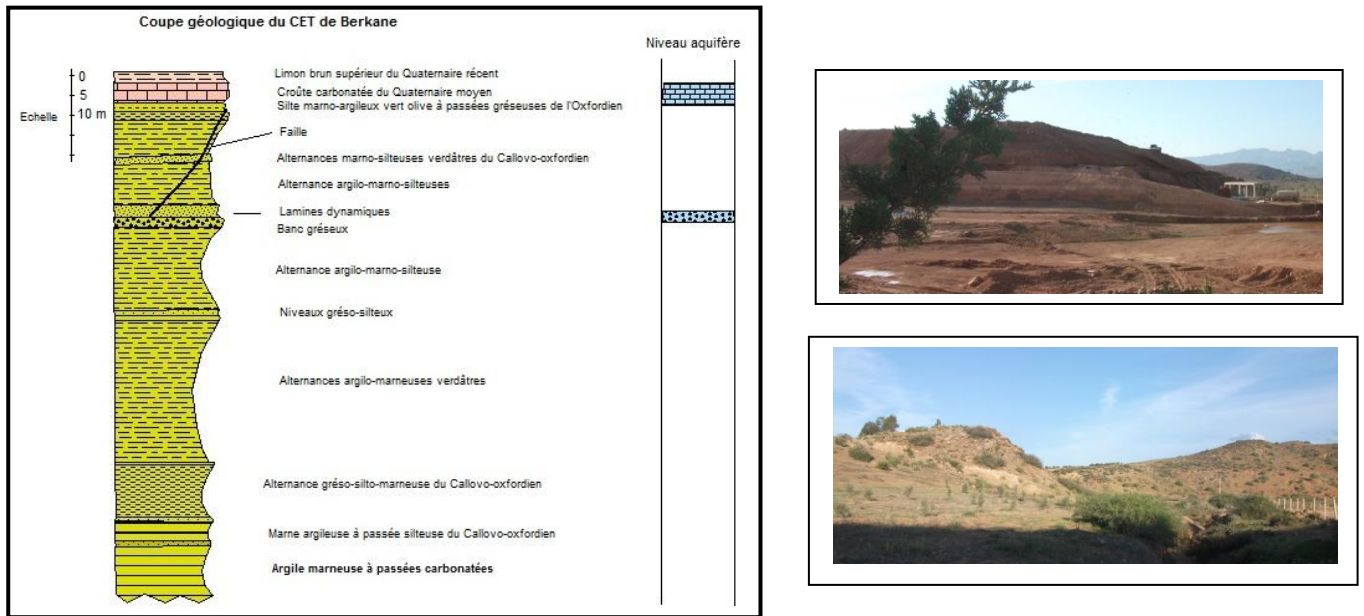 Coupe géologique du CET de Berkane
Niveau aquifère
Echelle
0
5
10 m
Limon brun supérieur du Quaternaire récent
Croûte carbonatée du Quaternaire moyen
Silte marno-argileux vert olive à passées gréseuses de l'Oxfordien
Faille
Alternances marno-silteuses verdâtres du Callovo-oxfordien
Alternance argilo-marno-silteuses
Lamines dynamiques
Banc gréseux
Alternance argilo-marno-silteuse
Niveaux gréso-silteux
Alternances argilo-marneuses verdâtres
Alternance gréso-silto-marneuse du Callovo-oxfordien
Marne argileuse à passée silteuse du Callovo-oxfordien
Argile marneuse à passées carbonatées